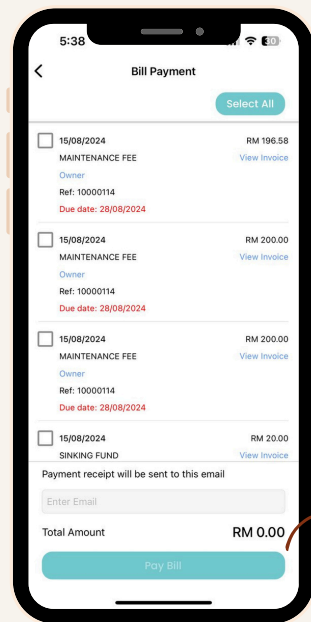 5:38
30
Bill Payment
Select All
15/08/2024 RM 196.58
MAINTENANCE FEE View Invoice
Owner
Ref: 10000114
Due date: 28/08/2024
15/08/2024 RM 200.00
MAINTENANCE FEE View Invoice
Owner
Ref: 10000114
Due date: 28/08/2024
15/08/2024 RM 200.00
MAINTENANCE FEE View Invoice
Owner
Ref: 10000114
Due date: 28/08/2024
15/08/2024 RM 20.00
SINKING FUND View Invoice
Payment receipt will be sent to this email
Enter Email
Total Amount RM 0.00
Pay Bill